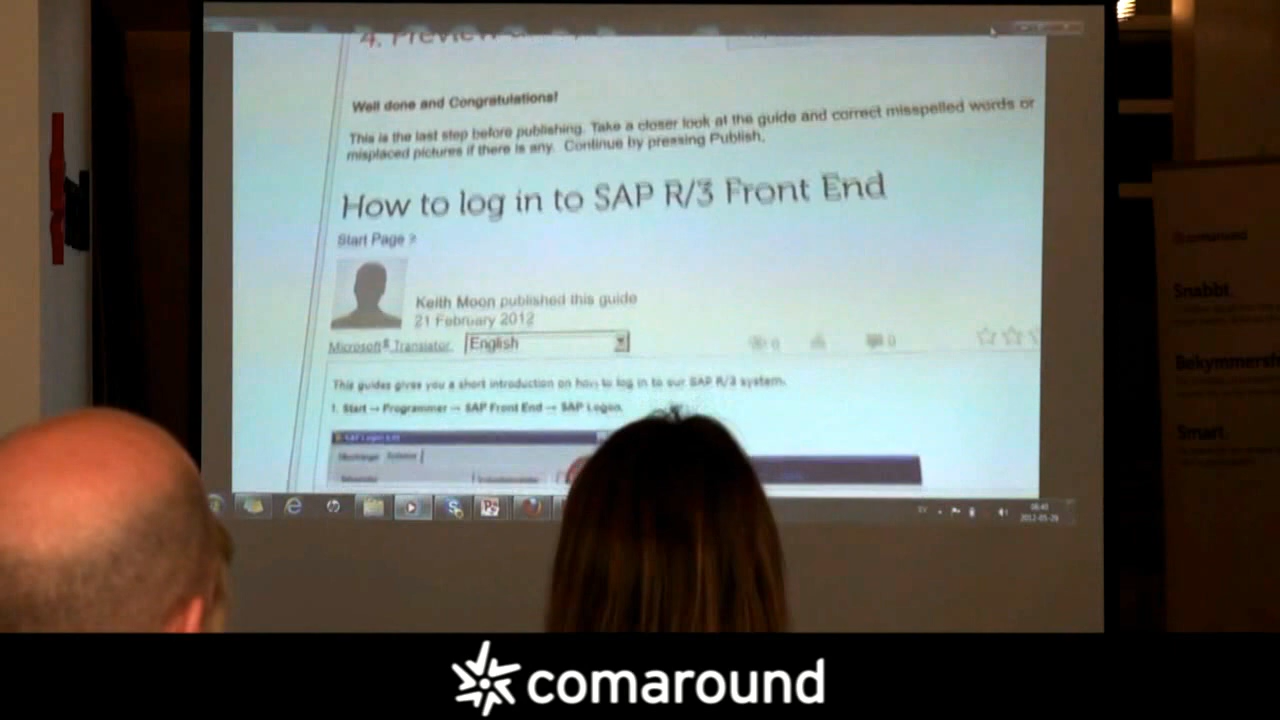 4. Preview
Well done and Congratulations!
This is the last step before publishing. Take a closer look at the guide and correct misspelled words or
misplaced pictures if there is any. Continue by pressing Publish.
How to log in to SAP R/3 Front End
Start Page ?
Keith Moon published this guide
21 February 2012
Microsoft® Translator English
0
0
This guides gives you a short introduction on how to log in to our SAP R/3 system.
1. Start → Programmer → SAP Front End → SAP Logon.
comaround
Snabbt.
Smart.
comaround